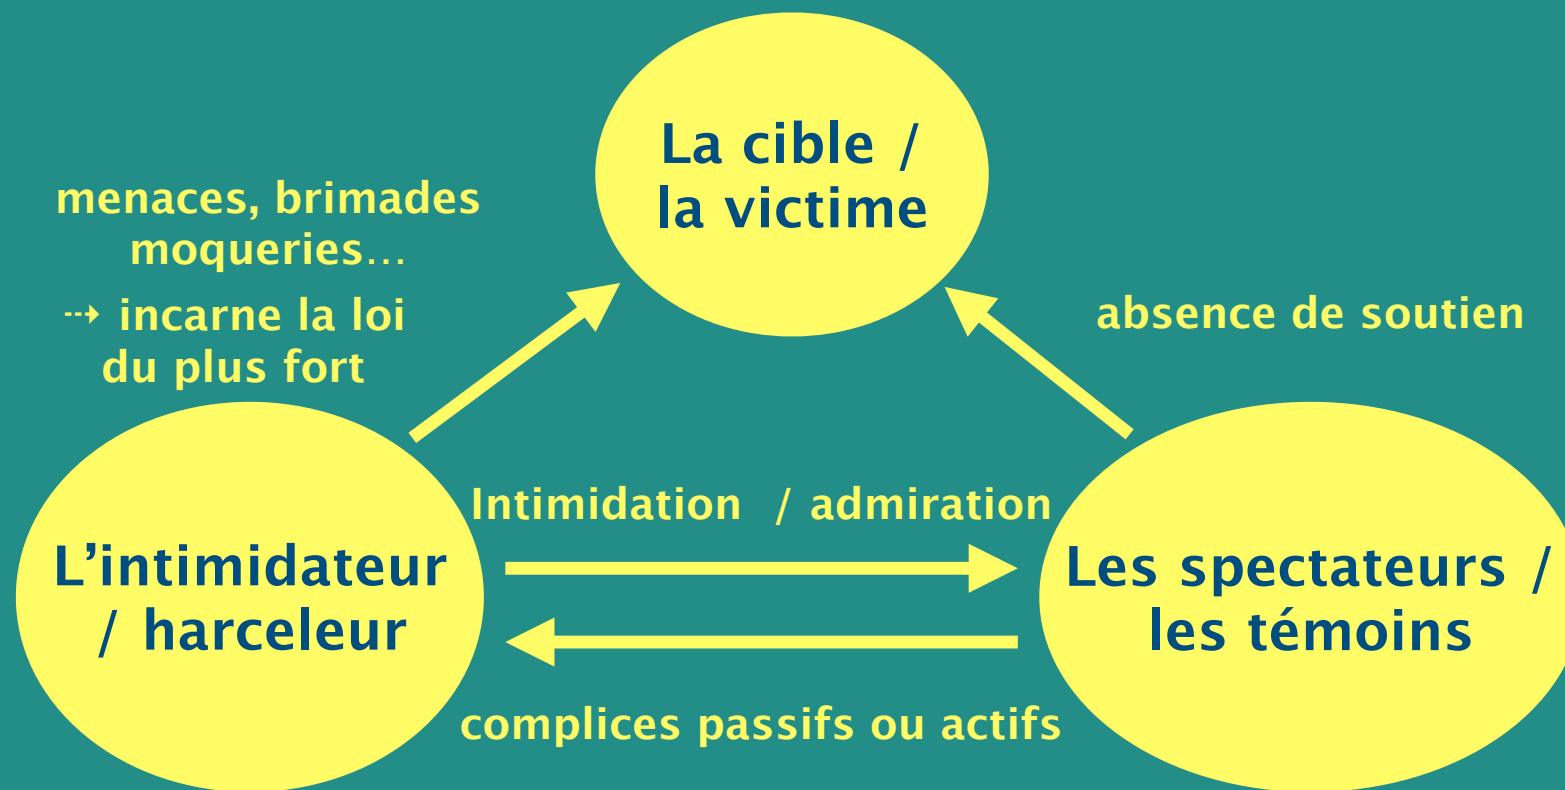 La cible /
la victime
menaces, brimades
moqueries…
⇢ incarne la loi
du plus fort
absence de soutien
Intimidation / admiration
L’intimidateur
/ harceleur
Les spectateurs /
les témoins
complices passifs ou actifs